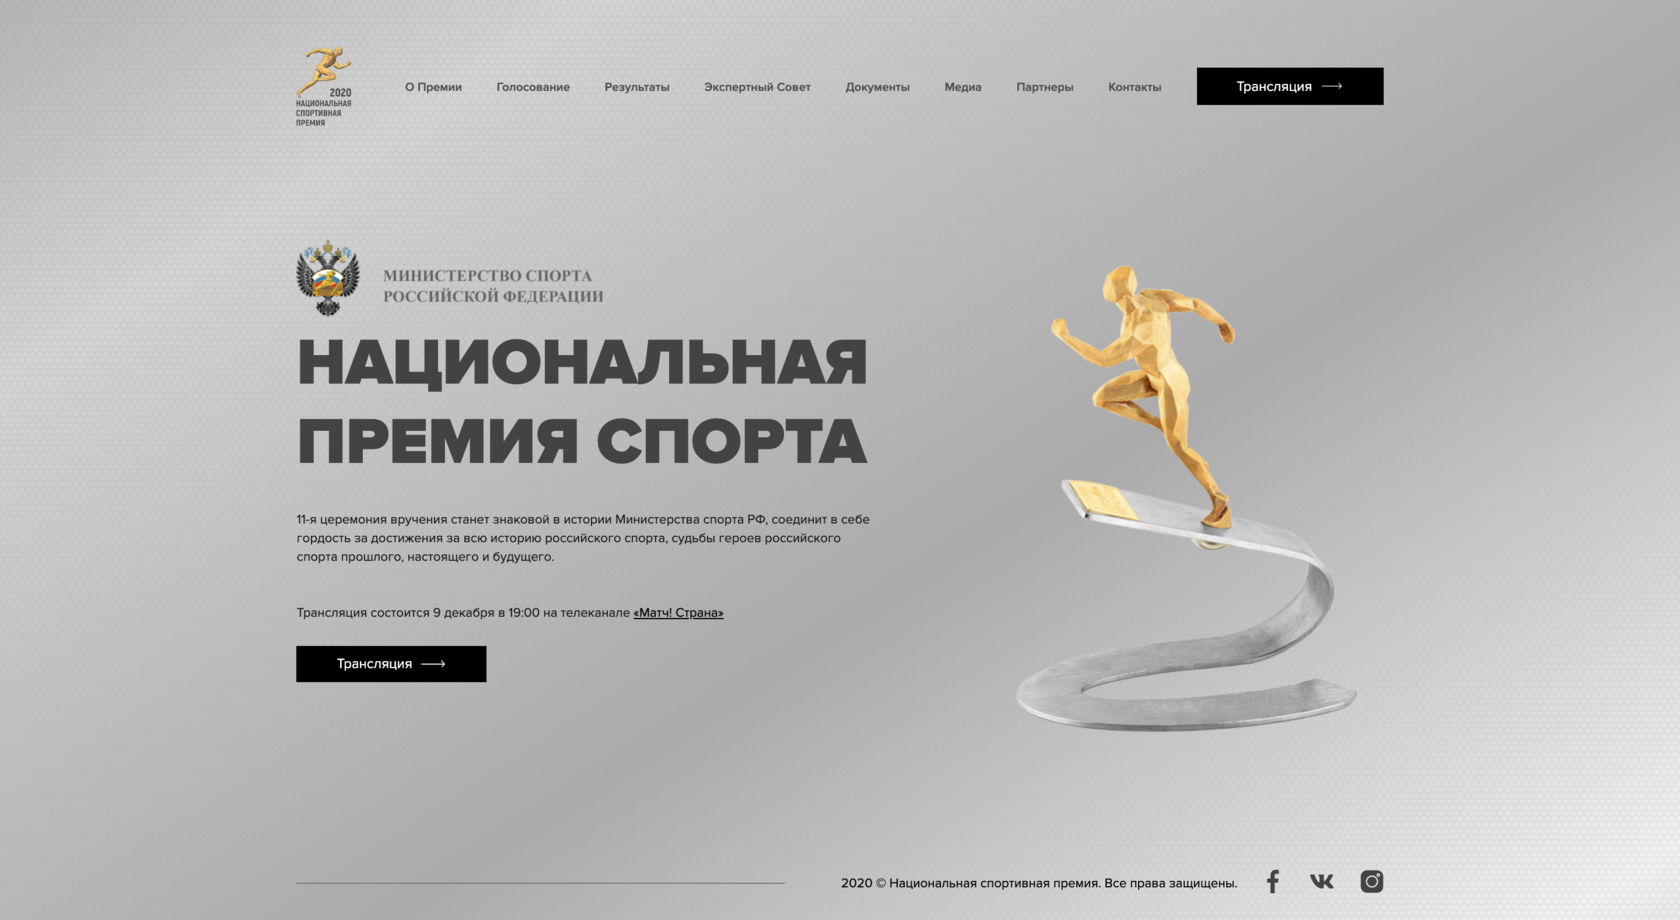 2020
НАЦИОНАЛЬНАЯ
СПОРТИВНАЯ
ПРЕМИЯ
О Премии
Голосование
Результаты
Экспертный Совет
Документы
Медиа
Партнеры
Контакты
Трансляция
МИНИСТЕРСТВО СПОРТА
РОССИЙСКОЙ ФЕДЕРАЦИИ
НАЦИОНАЛЬНАЯ
ПРЕМИЯ СПОРТА
11-я церемония вручения станет знаковой в истории Министерства спорта РФ, соединит в себе
гордость за достижения за всю историю российского спорта, судьбы героев российского
спорта прошлого, настоящего и будущего.
Трансляция состоится 9 декабря в 19:00 на телеканале «Матч! Страна»
Трансляция
2020 © Национальная спортивная премия. Все права защищены.